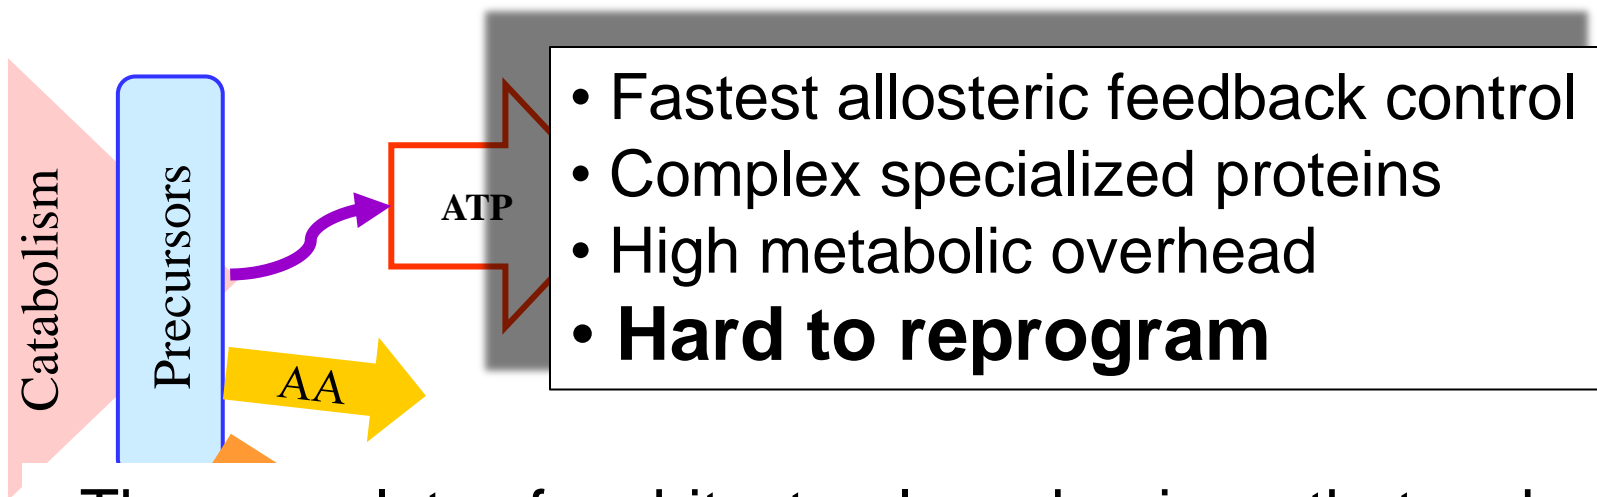 Catabolism
Precursors
ATP
AA
• Fastest allosteric feedback control
• Complex specialized proteins
• High metabolic overhead
• Hard to reprogram